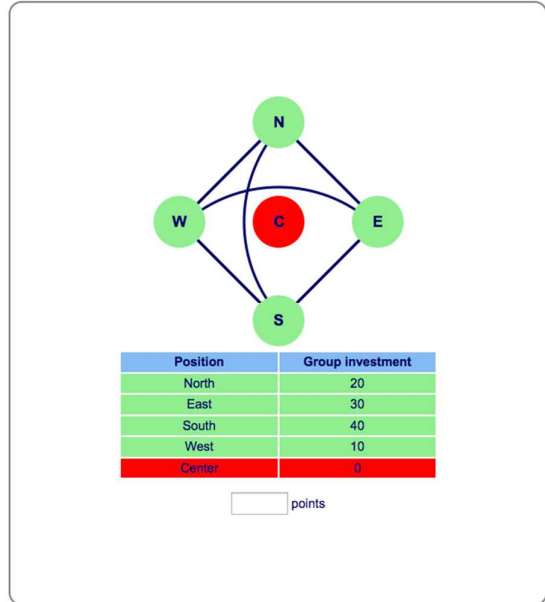 N
W C E
S
Position Group investment
North 20
East 30
South 40
West 10
Center 0
points